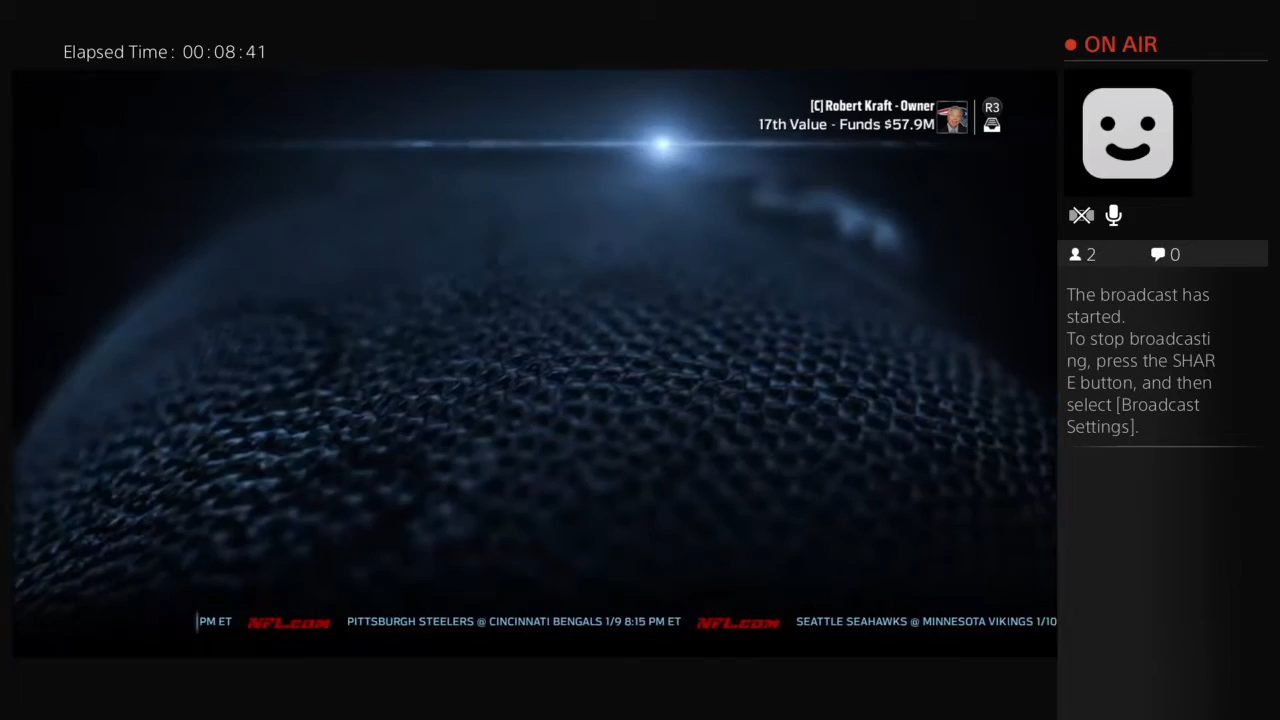 Elapsed Time: 00:08:41
ON AIR
[C] Robert Kraft - Owner
17th Value - Funds $57.9M
R3
2
0
The broadcast has
started.
To stop broadcasti
ng, press the SHAR
E button, and then
select [Broadcast
Settings].
PM ET NFL.COM PITTSBURGH STEELERS @ CINCINNATI BENGALS 1/9 8:15 PM ET NFL.COM SEATTLE SEAHAWKS @ MINNESOTA VIKINGS 1/10